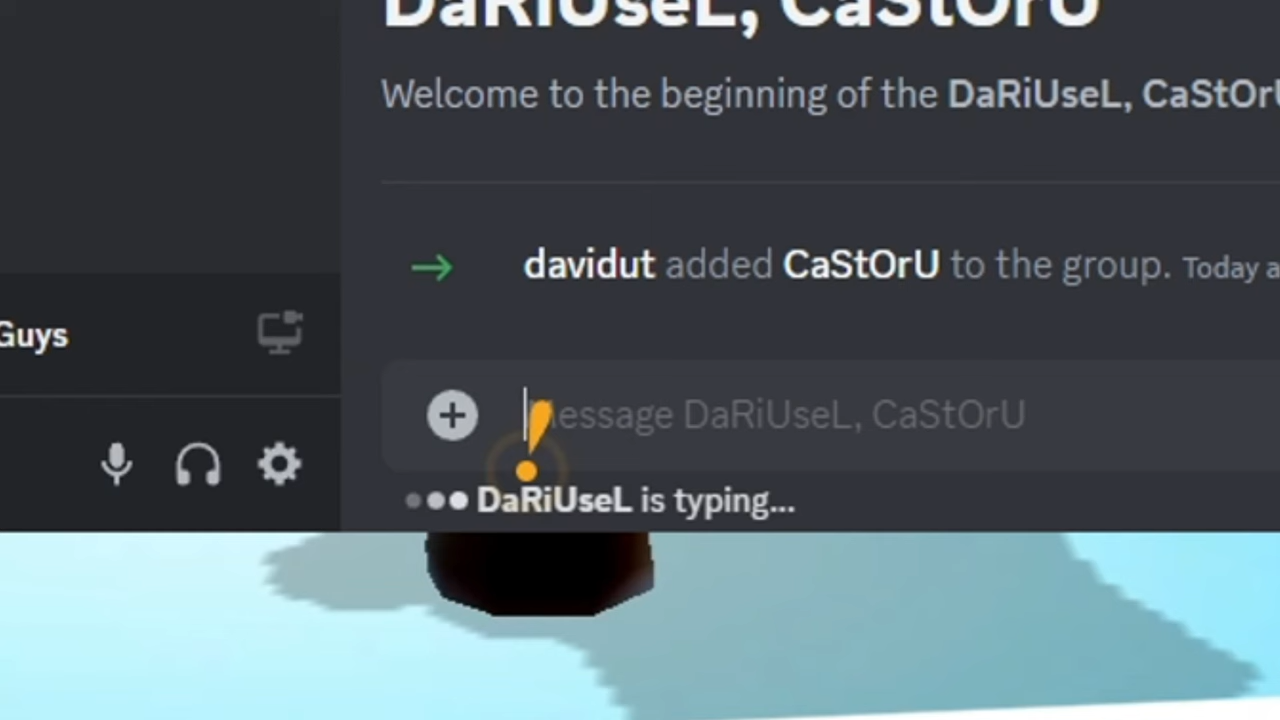 DaRiUseL, CaStOrU
Welcome to the beginning of the DaRiUseL, CaStOrU
davidut added CaStOrU to the group. Today a
Guys
Message DaRiUseL, CaStOrU
DaRiUseL is typing...